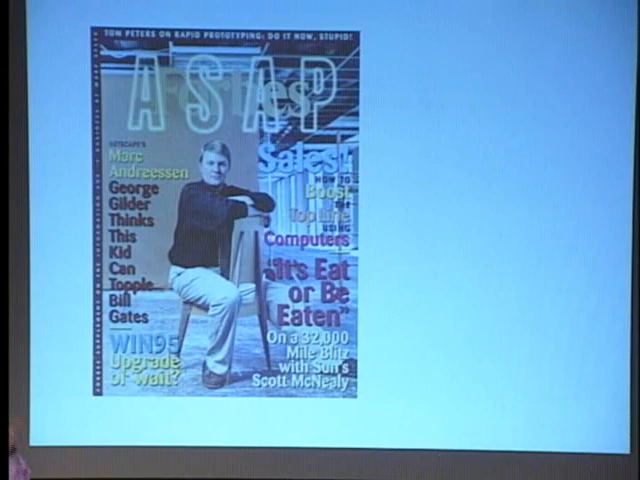 TOM PETERS ON RAPID PROTOTYPING: DO IT NOW, STUPID!
Forbes
ASAP
NETSCAPE'S
Marc
Andreessen
George
Gilder
Thinks
This
Kid
Can
Topple
Bill
Gates
WIN95
Upgrade
or wait?
Sales!
HOW TO
Boost
THE
Top Line
USING
Computers
"It's Eat
or Be
Eaten"
On a 32,000
Mile Blitz
with Sun's
Scott McNealy